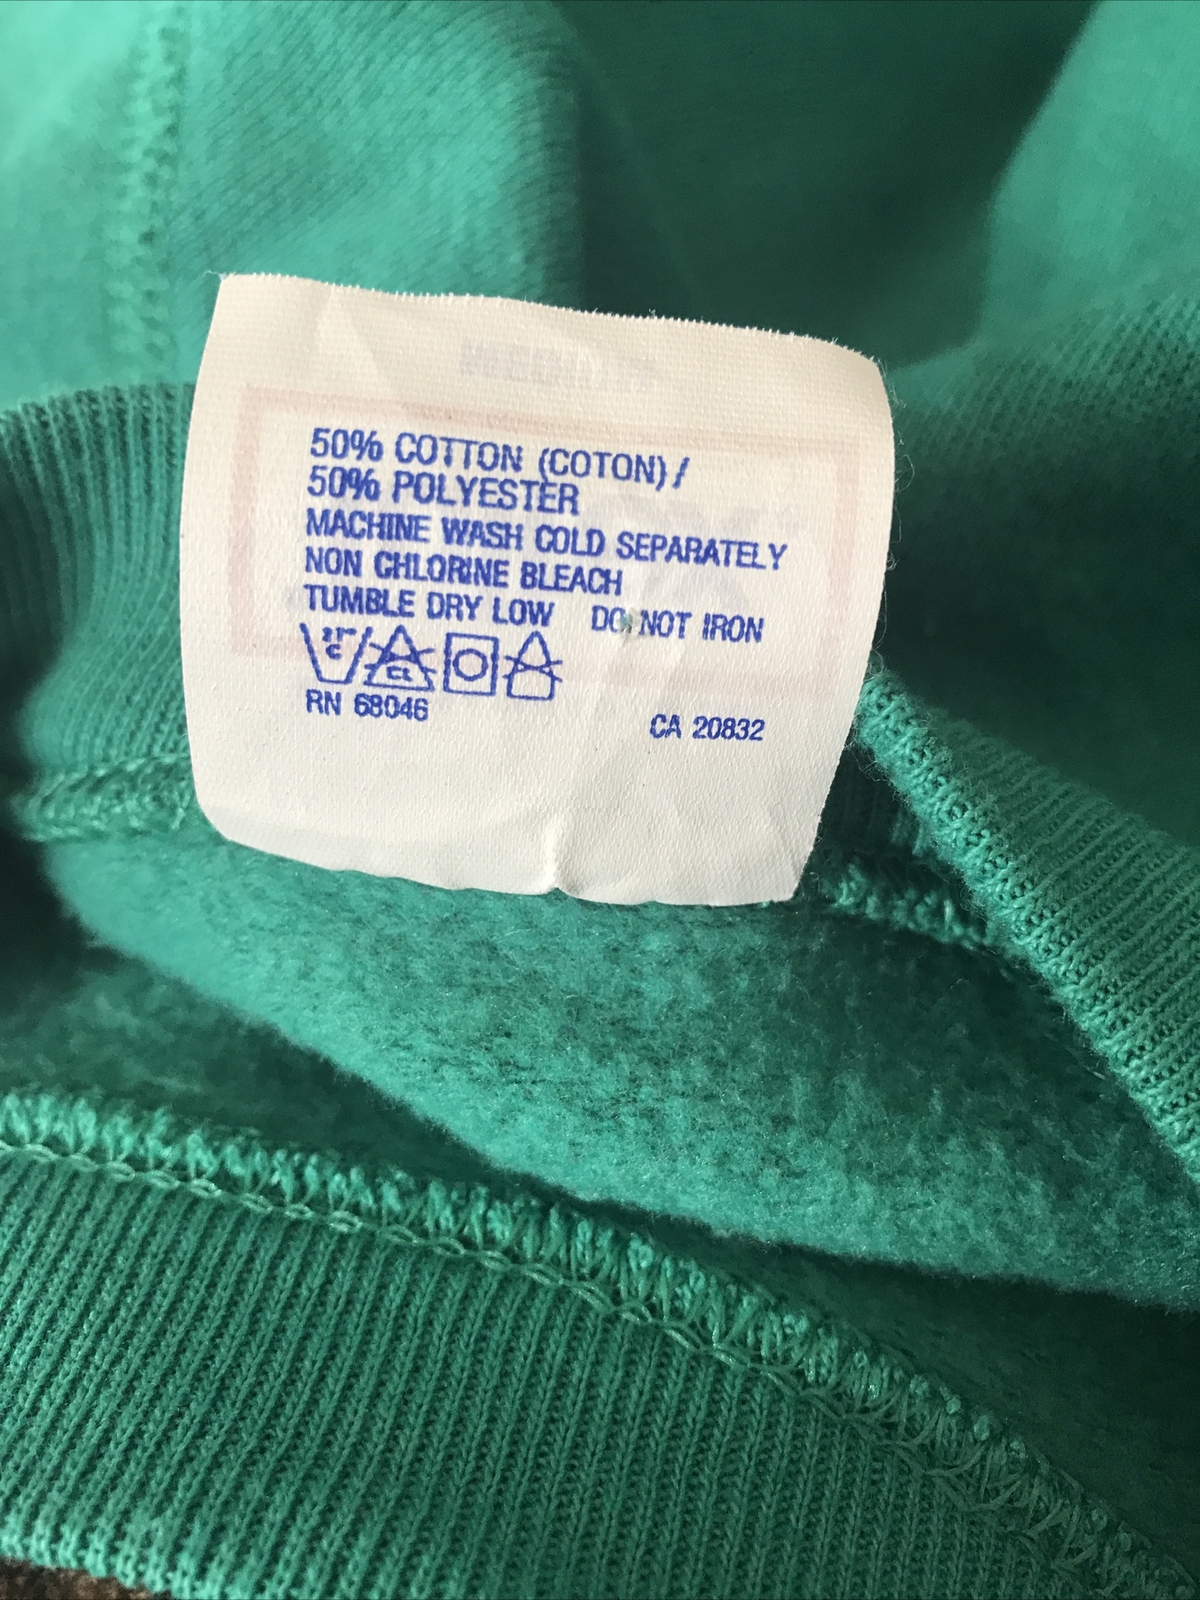 50% COTTON (COTON) /
50% POLYESTER
MACHINE WASH COLD SEPARATELY
NON CHLORINE BLEACH
TUMBLE DRY LOW DO NOT IRON
C
CL
RN 68046 CA 20832